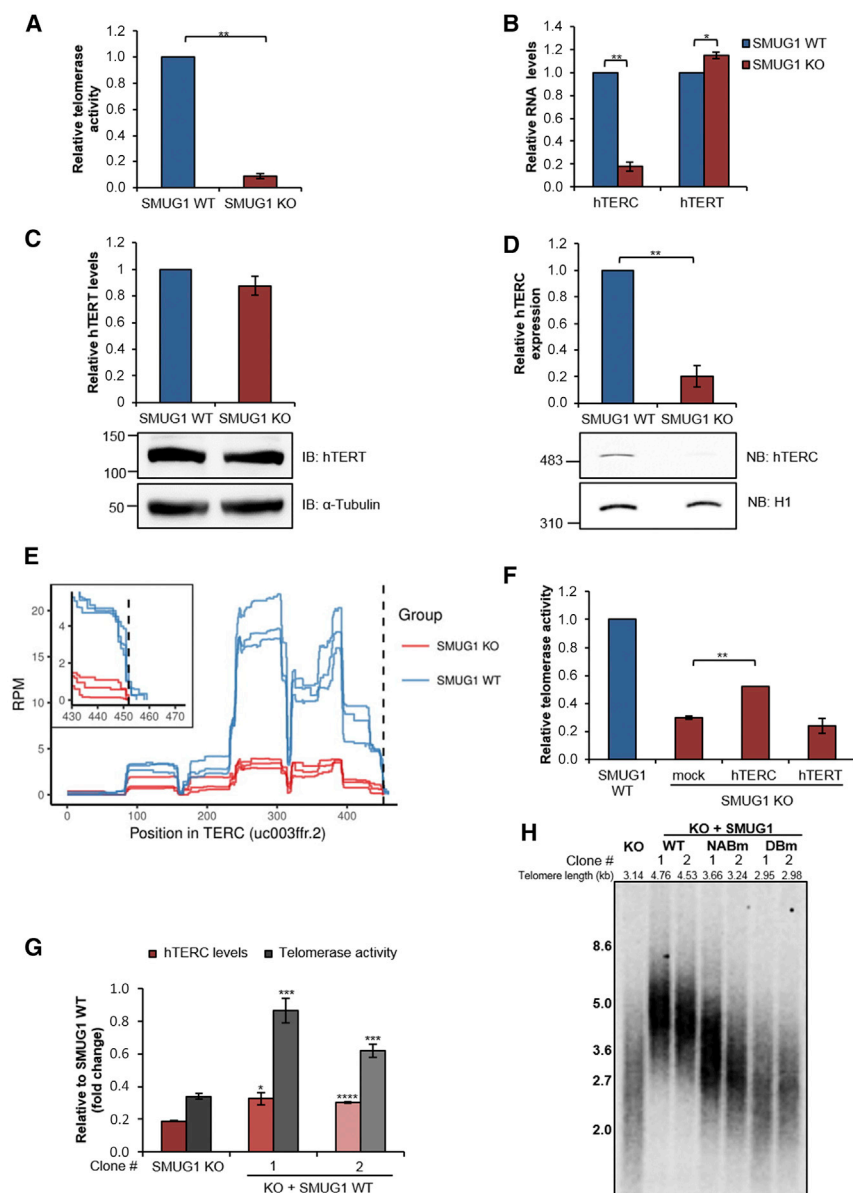 A
Relative telomerase activity
1.2
1.0
0.8
0.6
0.4
0.2
0.0
**
SMUG1 WT SMUG1 KO
B
Relative RNA levels
1.4
1.2
1.0
0.8
0.6
0.4
0.2
0.0
**
*
hTERC hTERT
SMUG1 WT
SMUG1 KO
C
Relative hTERT levels
1.2
1
0.8
0.6
0.4
0.2
0
SMUG1 WT SMUG1 KO
150
100
IB: hTERT
50
IB: α-Tubulin
D
Relative hTERC expression
1.2
1.0
0.8
0.6
0.4
0.2
0.0
**
SMUG1 WT SMUG1 KO
483
NB: hTERC
310
NB: H1
E
RPM
20
15
10
5
0
4
2
0
430 440 450 460 470
0 100 200 300 400
Position in TERC (uc003ffr.2)
Group
SMUG1 KO
SMUG1 WT
F
Relative telomerase activity
1.2
1.0
0.8
0.6
0.4
0.2
0.0
**
SMUG1 WT
mock hTERC hTERT
SMUG1 KO
G
hTERC levels Telomerase activity
Relative to SMUG1 WT (fold change)
1.0
0.8
0.6
0.4
0.2
0.0
*
***
****
***
Clone # SMUG1 KO 1 2
KO + SMUG1 WT
H
KO + SMUG1
KO WT NABm DBm
Clone # 1 2 1 2 1 2
Telomere length (kb) 3.14 4.76 4.53 3.66 3.24 2.95 2.98
8.6
5.0
3.6
2.7
2.0